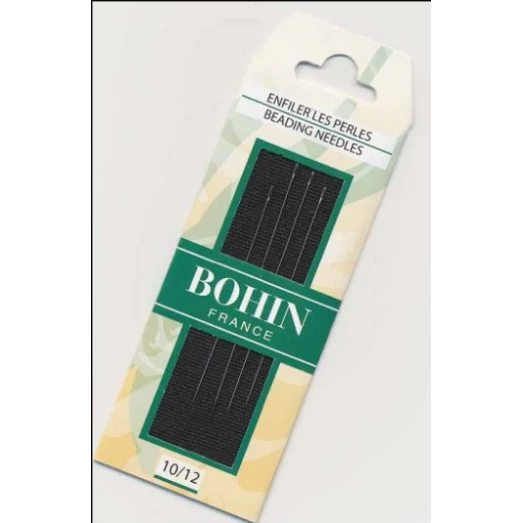 ENFILER LES PERLES
BEADING NEEDLES
BOHIN
FRANCE
10/12